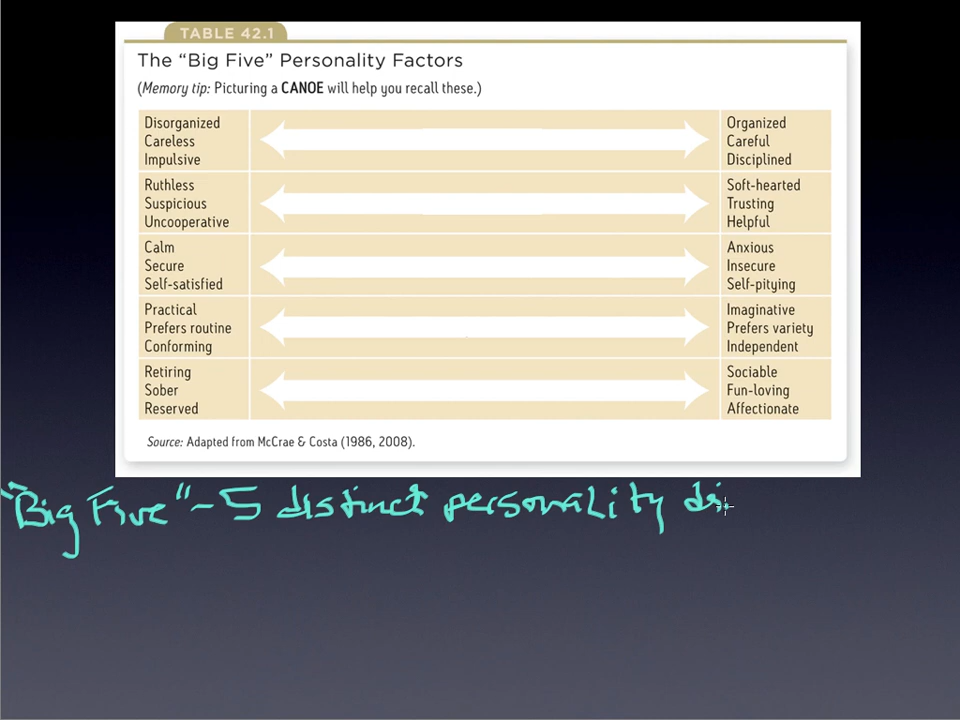 TABLE 42.1
The “Big Five” Personality Factors
(Memory tip: Picturing a CANOE will help you recall these.)
Disorganized
Careless
Impulsive
Organized
Careful
Disciplined
Ruthless
Suspicious
Uncooperative
Soft-hearted
Trusting
Helpful
Calm
Secure
Self-satisfied
Anxious
Insecure
Self-pitying
Practical
Prefers routine
Conforming
Imaginative
Prefers variety
Independent
Retiring
Sober
Reserved
Sociable
Fun-loving
Affectionate
Source: Adapted from McCrae & Costa (1986, 2008).
"Big Five" - 5 distinct personality di